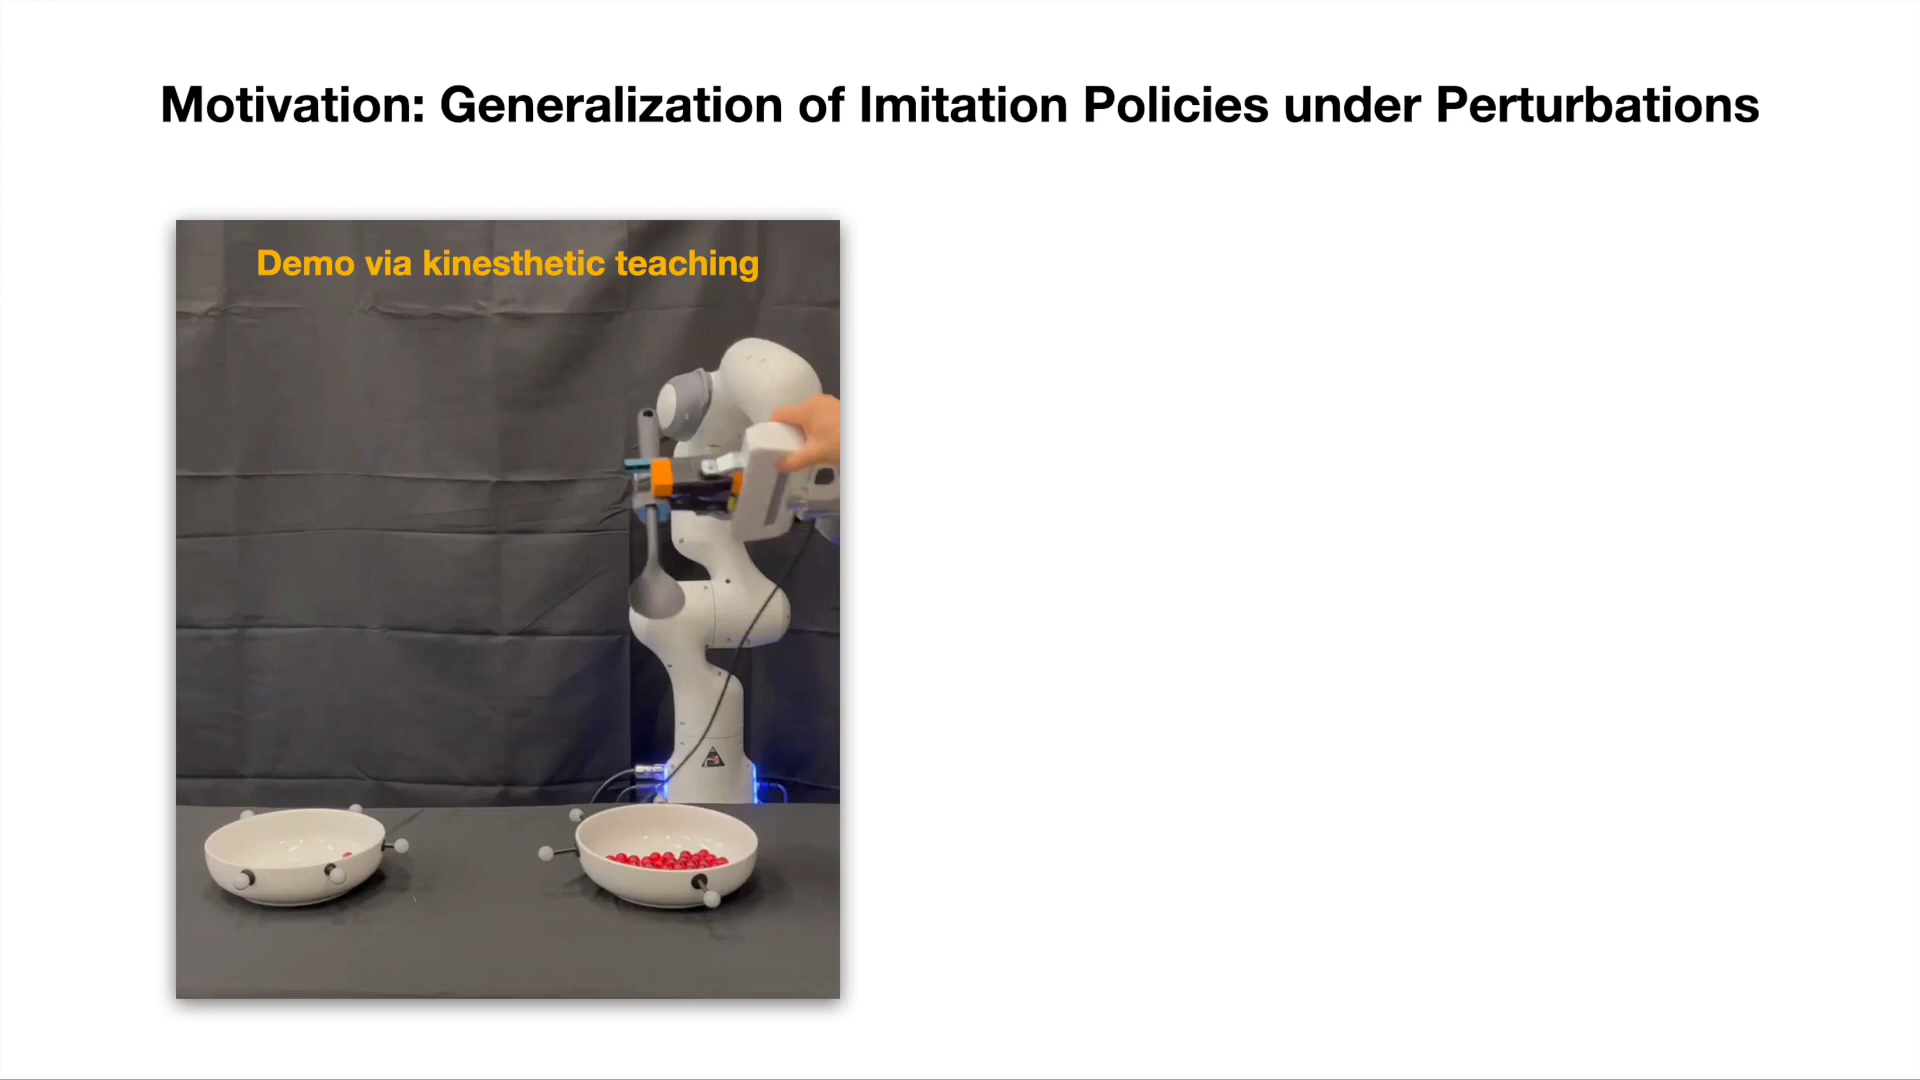 Motivation: Generalization of Imitation Policies under Perturbations
Demo via kinesthetic teaching